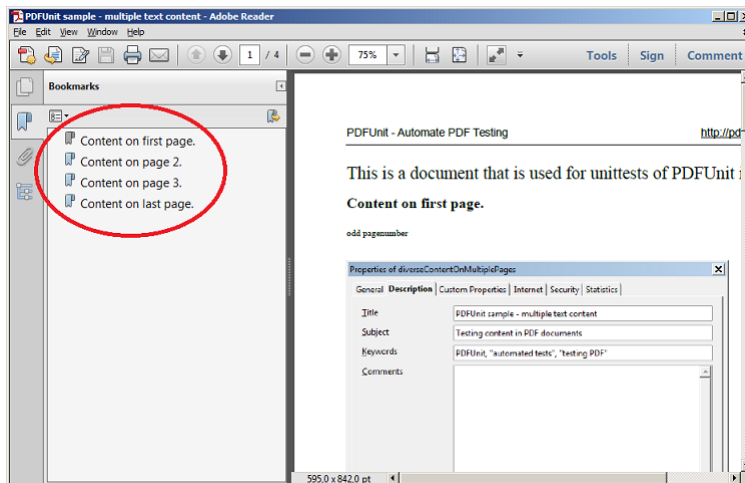 PDFUnit sample - multiple text content - Adobe Reader
File Edit View Window Help
1 / 4 75% Tools Sign Comment
Bookmarks
Content on first page.
Content on page 2.
Content on page 3.
Content on last page.
PDFUnit - Automate PDF Testing http://pd
This is a document that is used for unittests of PDFUnit i
Content on first page.
odd pagenumber
Properties of diverseContentOnMultiplePages
General Description Custom Properties Internet Security Statistics
Title PDFUnit sample - multiple text content
Subject Testing content in PDF documents
Keywords PDFUnit, "automated tests", "testing PDF"
Comments
595,0 x 842,0 pt